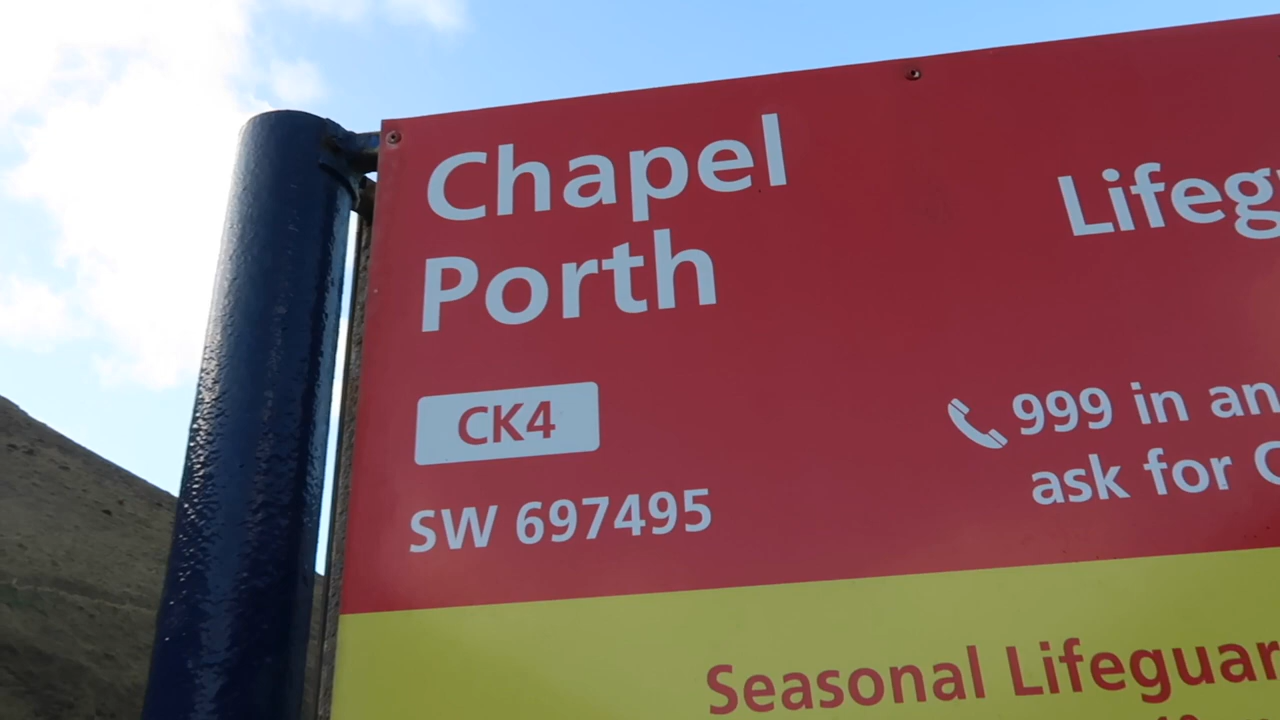 Chapel
Porth
CK4
SW 697495
Lifeg
999 in an
ask for
Seasonal Lifeguar